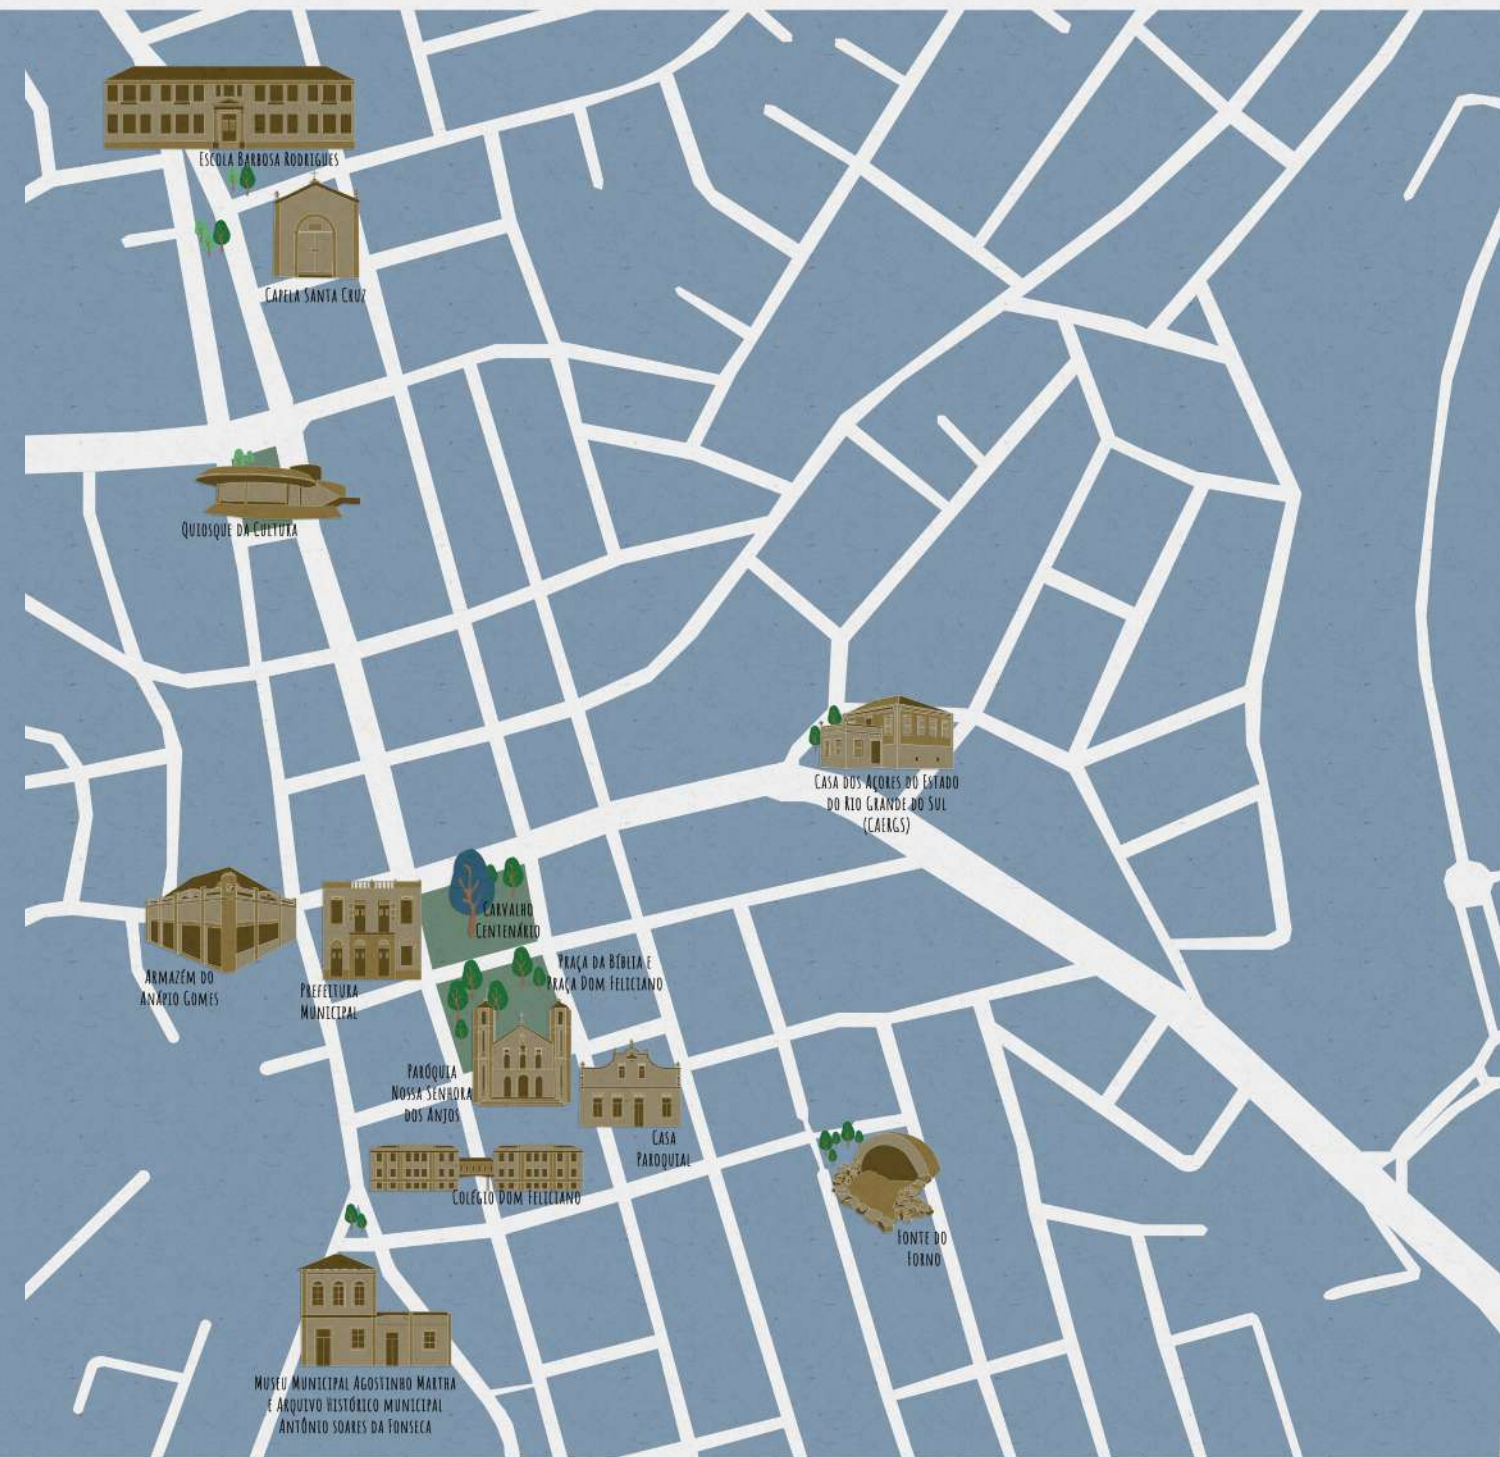 Escola Barbosa Rodrigues
Capela Santa Cruz
Quiosque da Cultura
Casa dos Açores do Estado
do Rio Grande do Sul
(CAERGS)
Carvalho
Centenário
Praça da Bíblia e
Praça Dom Feliciano
Armazém do
Anápio Gomes
Prefeitura
Municipal
Paróquia
Nossa Senhora
dos Anjos
Casa
Paroquial
Colégio Dom Feliciano
Fonte do
Forno
Museu Municipal Agostinho Martha
e Arquivo Histórico municipal
Antônio soares da Fonseca